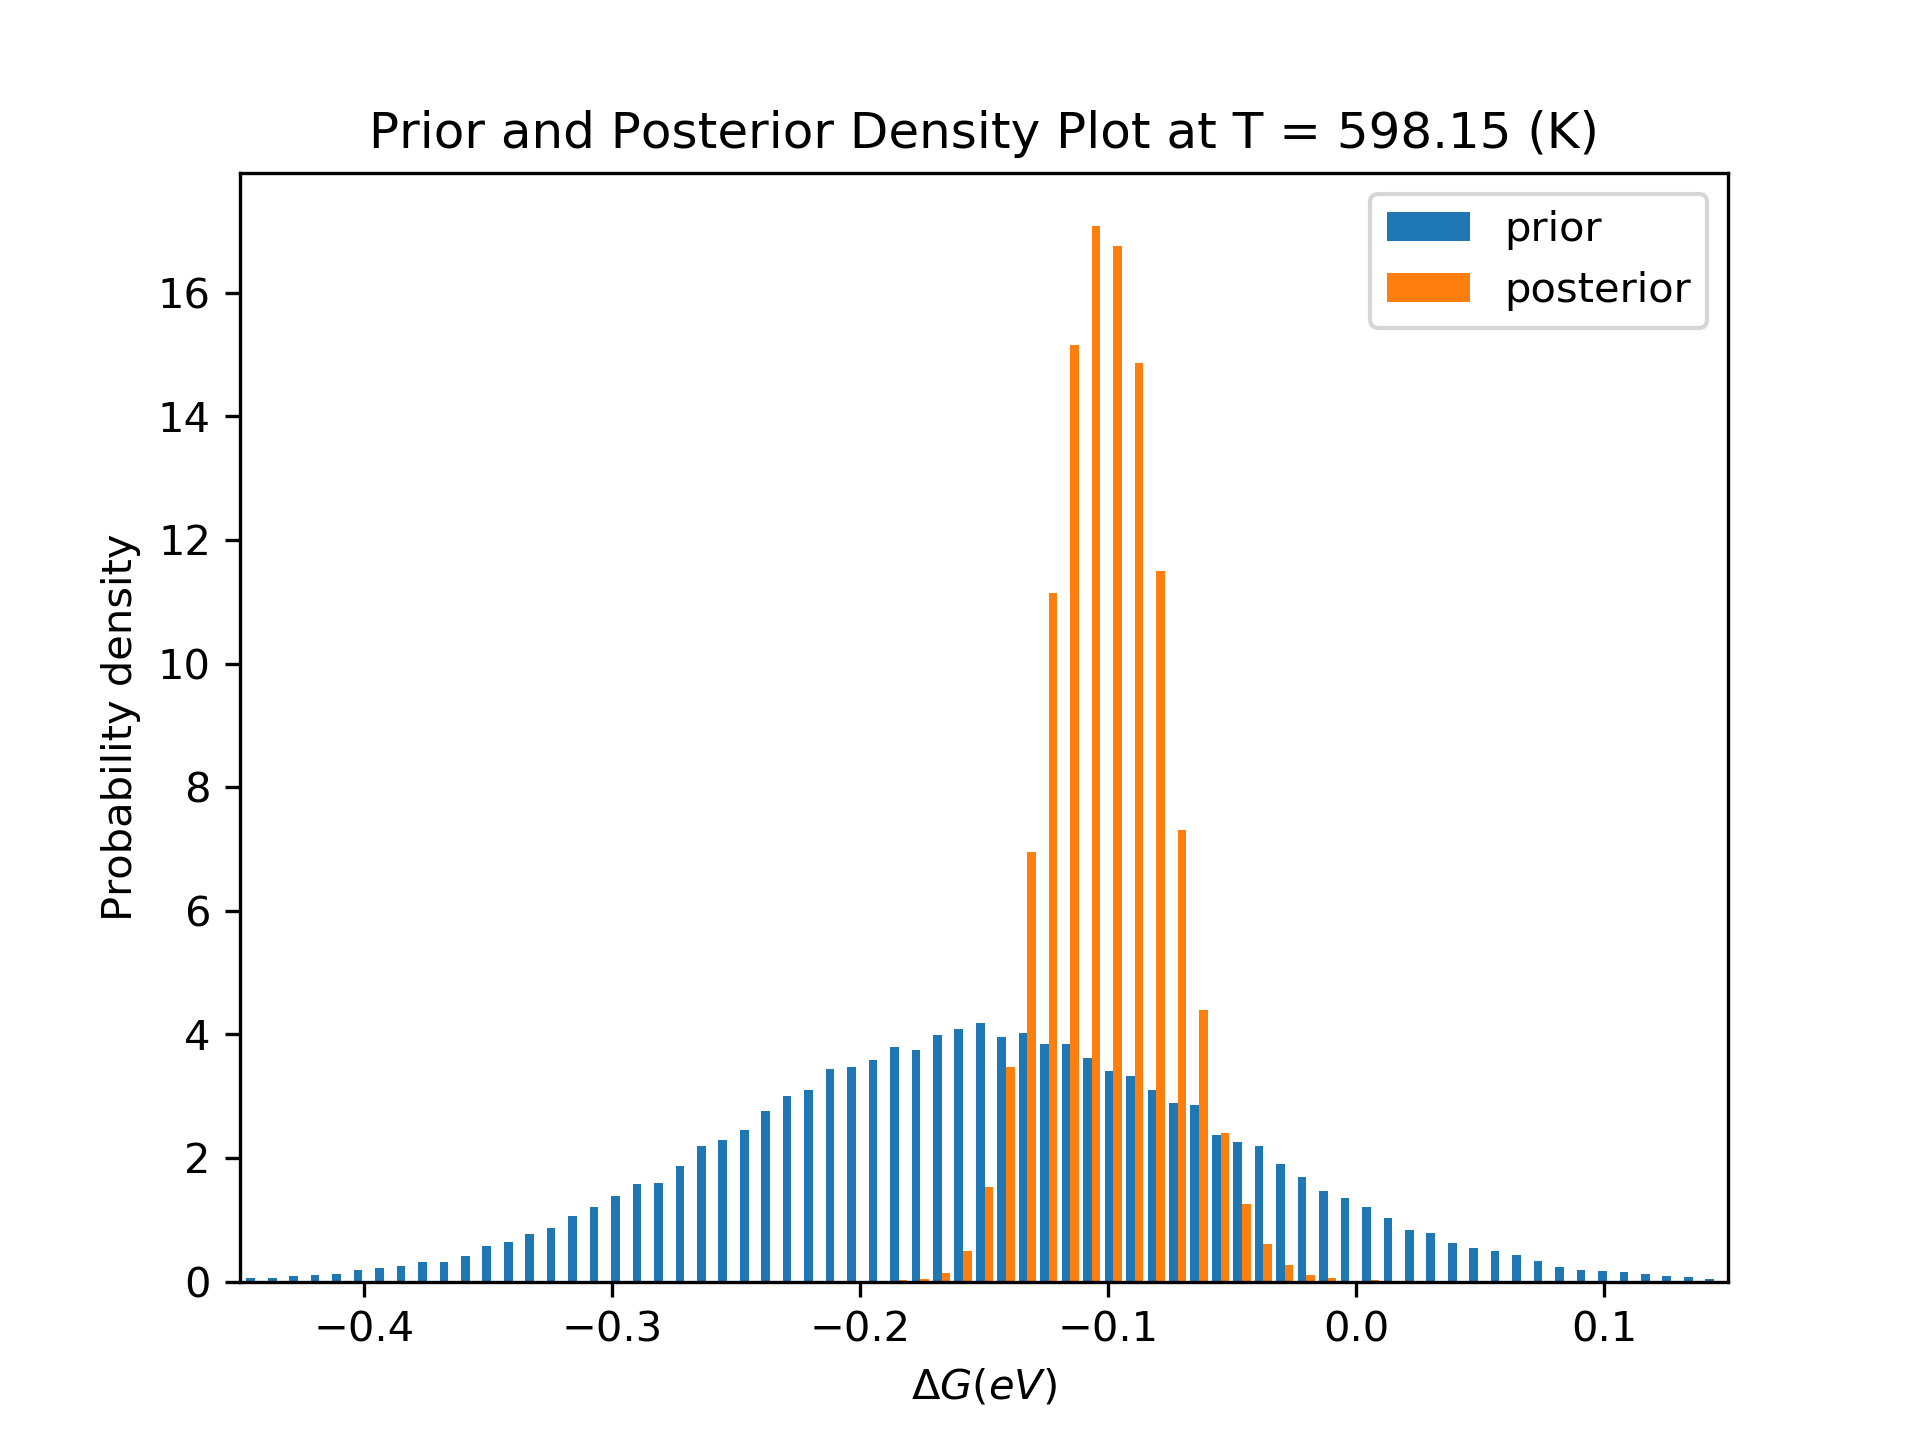 Prior and Posterior Density Plot at T = 598.15 (K)
prior
posterior
Probability density
16
14
12
10
8
6
4
2
0
−0.4 −0.3 −0.2 −0.1 0.0 0.1
ΔG(eV)